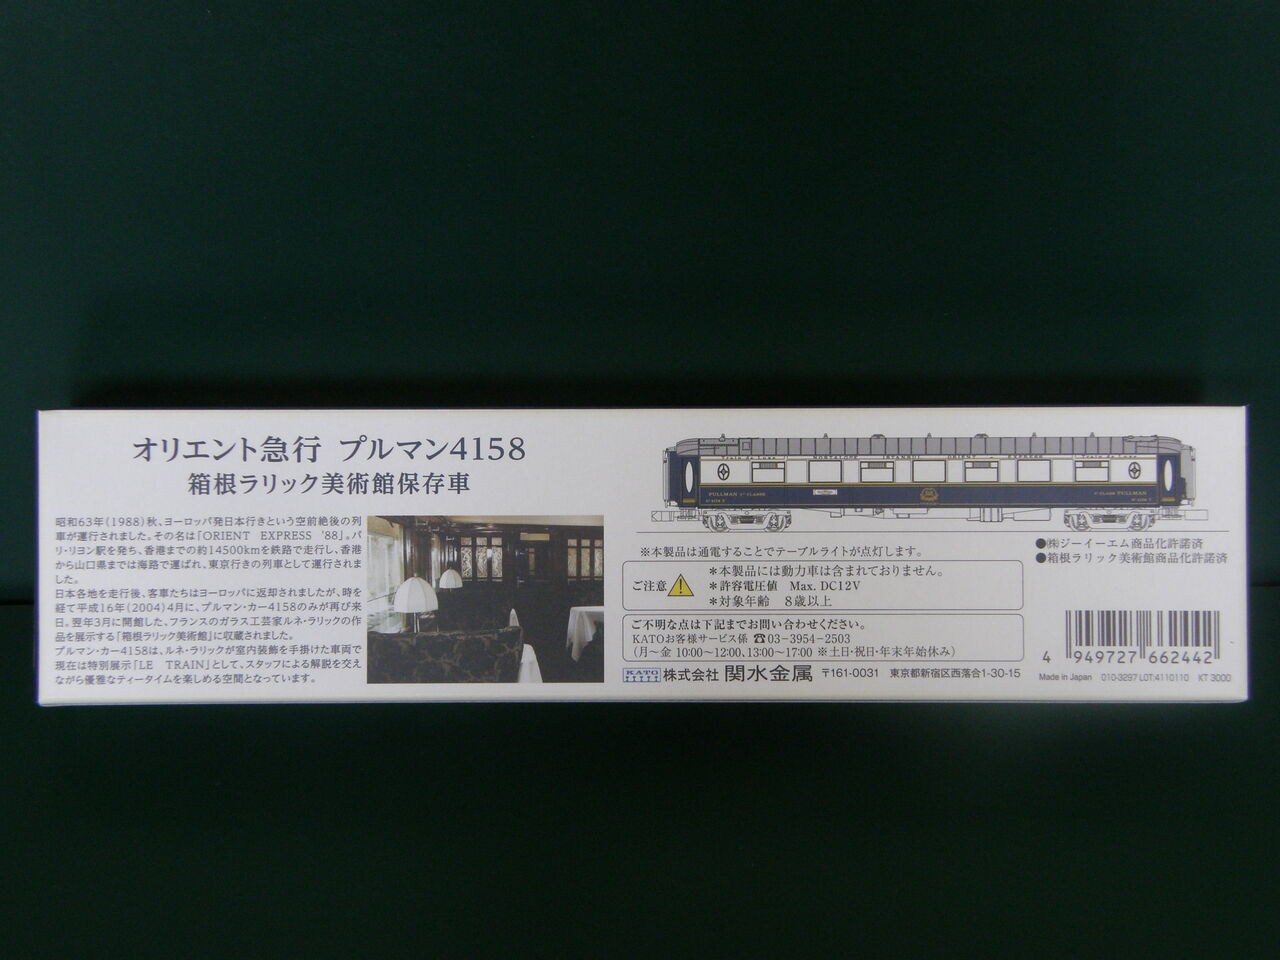 オリエント急行 プルマン4158
箱根ラリック美術館保存車
昭和63年(1988)秋、ヨーロッパ発日本行きという空前絶後の列
車が運行されました。その名は「ORIENT EXPRESS '88」。パ
リ・リヨン駅を発ち、香港までの約14500kmを鉄路で走行し、香港
から山口県までは海路で運ばれ、東京行きの列車として運行されま
した。
日本各地を走行後、客車たちはヨーロッパに返却されましたが、時を
経て平成16年(2004)4月に、プルマン・カー4158のみが再び来
日。翌年3月に開館した、フランスのガラス工芸家ルネ・ラリックの作
品を展示する「箱根ラリック美術館」に収蔵されました。
プルマン・カー4158は、ルネ・ラリックが室内装飾を手掛けた車両で
現在は特別展示「LE TRAIN」として、スタッフによる解説を交え
ながら優雅なティータイムを楽しめる空間となっています。
Train de Luxe MONTAIGNE ISTANBUL ORIENT EXPRESS Train de Luxe
PULLMAN 1re CLASSE
1re CLASSE PULLMAN
※本製品は通電することでテーブルライトが点灯します。
ご注意
＊本製品には動力車は含まれておりません。
＊許容電圧値 Max. DC12V
＊対象年齢 8歳以上
ご不明な点は下記までお問い合わせください。
KATOお客様サービス係 ☎03-3954-2503
(月〜金 10:00〜12:00、13:00〜17:00 ※土日・祝日・年末年始休み)
KATO 株式会社 関水金属 〒161-0031 東京都新宿区西落合1-30-15
●㈱ジーイーエム商品化許諾済
●箱根ラリック美術館商品化許諾済
4 949727 662442
Made in Japan 010-3297 LOT:4110110 KT 3000